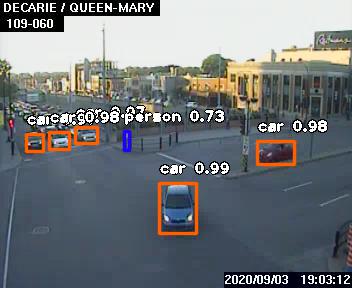 DECARIE / QUEEN-MARY
109-060
person 0.73
car 0.98
car 0.99
2020/09/03 19:03:12